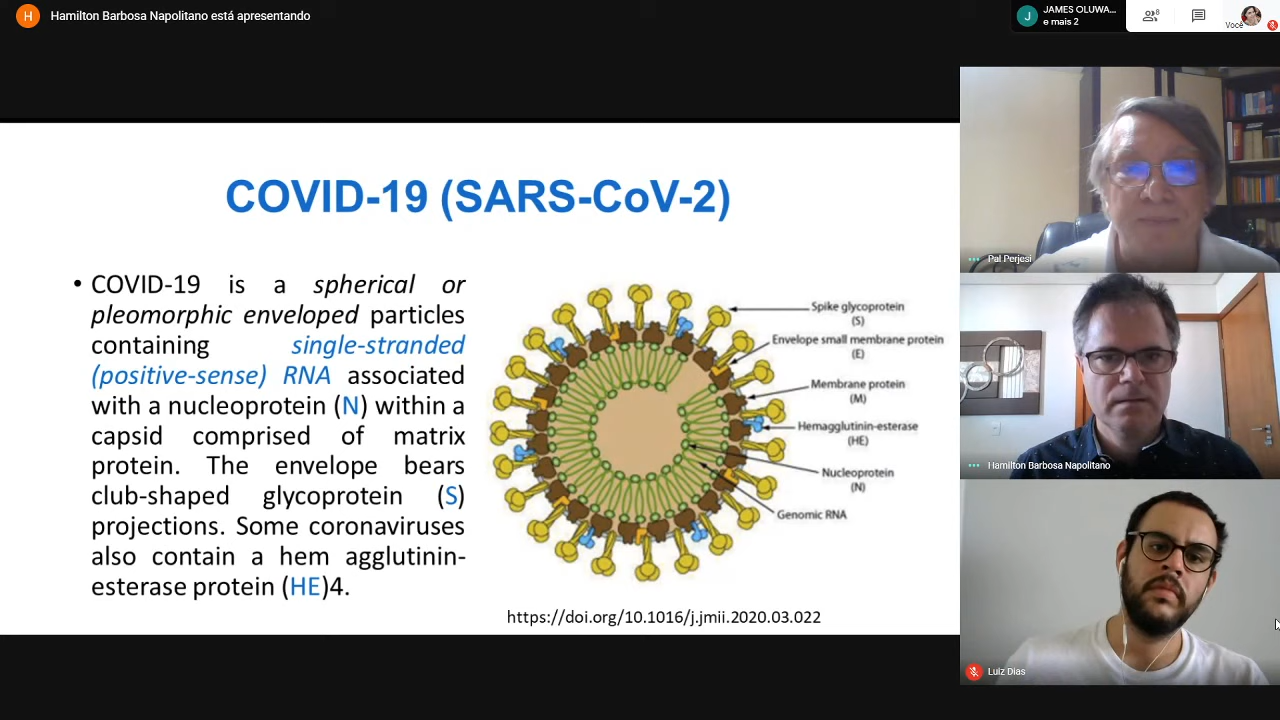 Hamilton Barbosa Napolitano está apresentando
H
J
JAMES OLUWA...
e mais 2
8
Você
COVID-19 (SARS-CoV-2)
• COVID-19 is a spherical or
pleomorphic enveloped particles
containing single-stranded
(positive-sense) RNA associated
with a nucleoprotein (N) within a
capsid comprised of matrix
protein. The envelope bears
club-shaped glycoprotein (S)
projections. Some coronaviruses
also contain a hem agglutinin-
esterase protein (HE)4.
Spike glycoprotein
(S)
Envelope small membrane protein
(E)
Membrane protein
(M)
Hemagglutinin-esterase
(HE)
Nucleoprotein
(N)
Genomic RNA
https://doi.org/10.1016/j.jmii.2020.03.022
Pal Perjesi
Hamilton Barbosa Napolitano
Luiz Dias